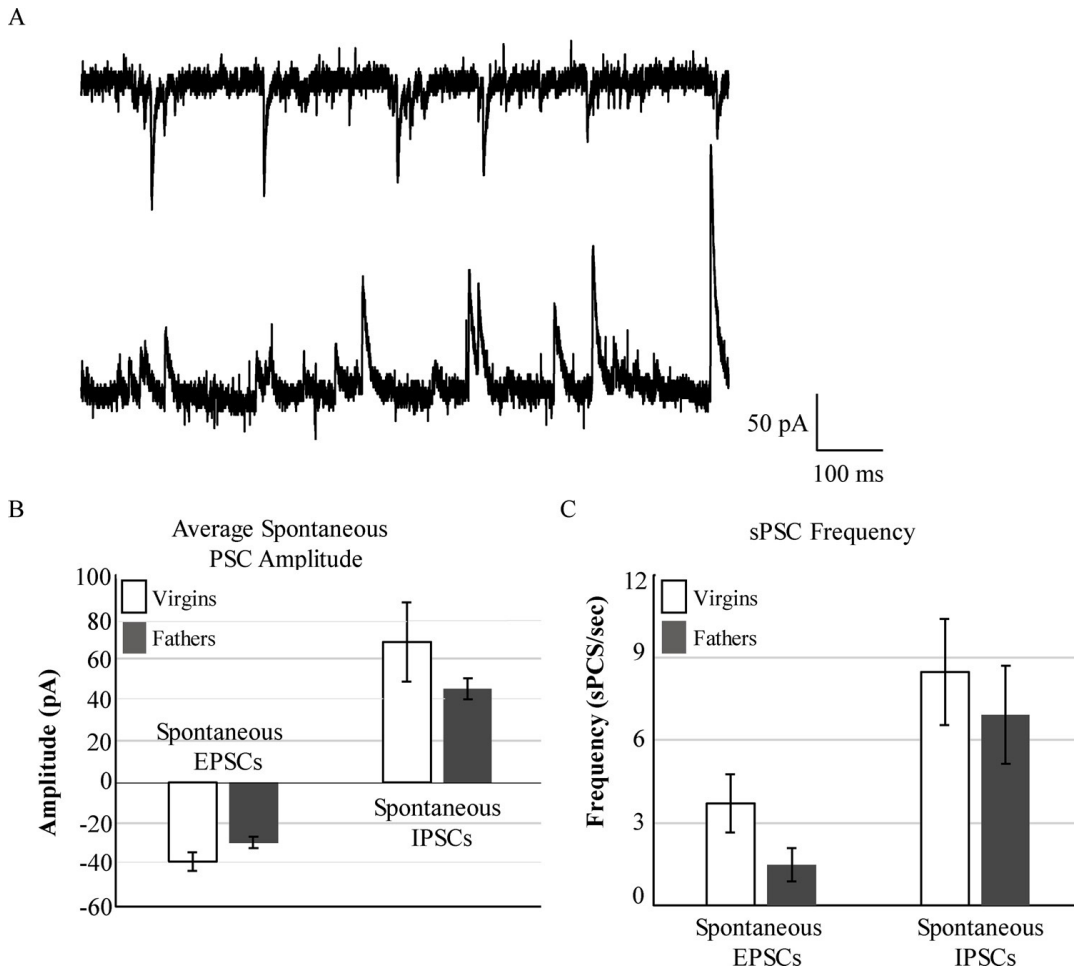 A
50 pA
100 ms
B
Average Spontaneous
PSC Amplitude
Amplitude (pA)
100
80
60
40
20
0
-20
-40
-60
Virgins
Fathers
Spontaneous
EPSCs
Spontaneous
IPSCs
C
sPSC Frequency
Frequency (sPCS/sec)
12
9
6
3
0
Virgins
Fathers
Spontaneous
EPSCs
Spontaneous
IPSCs